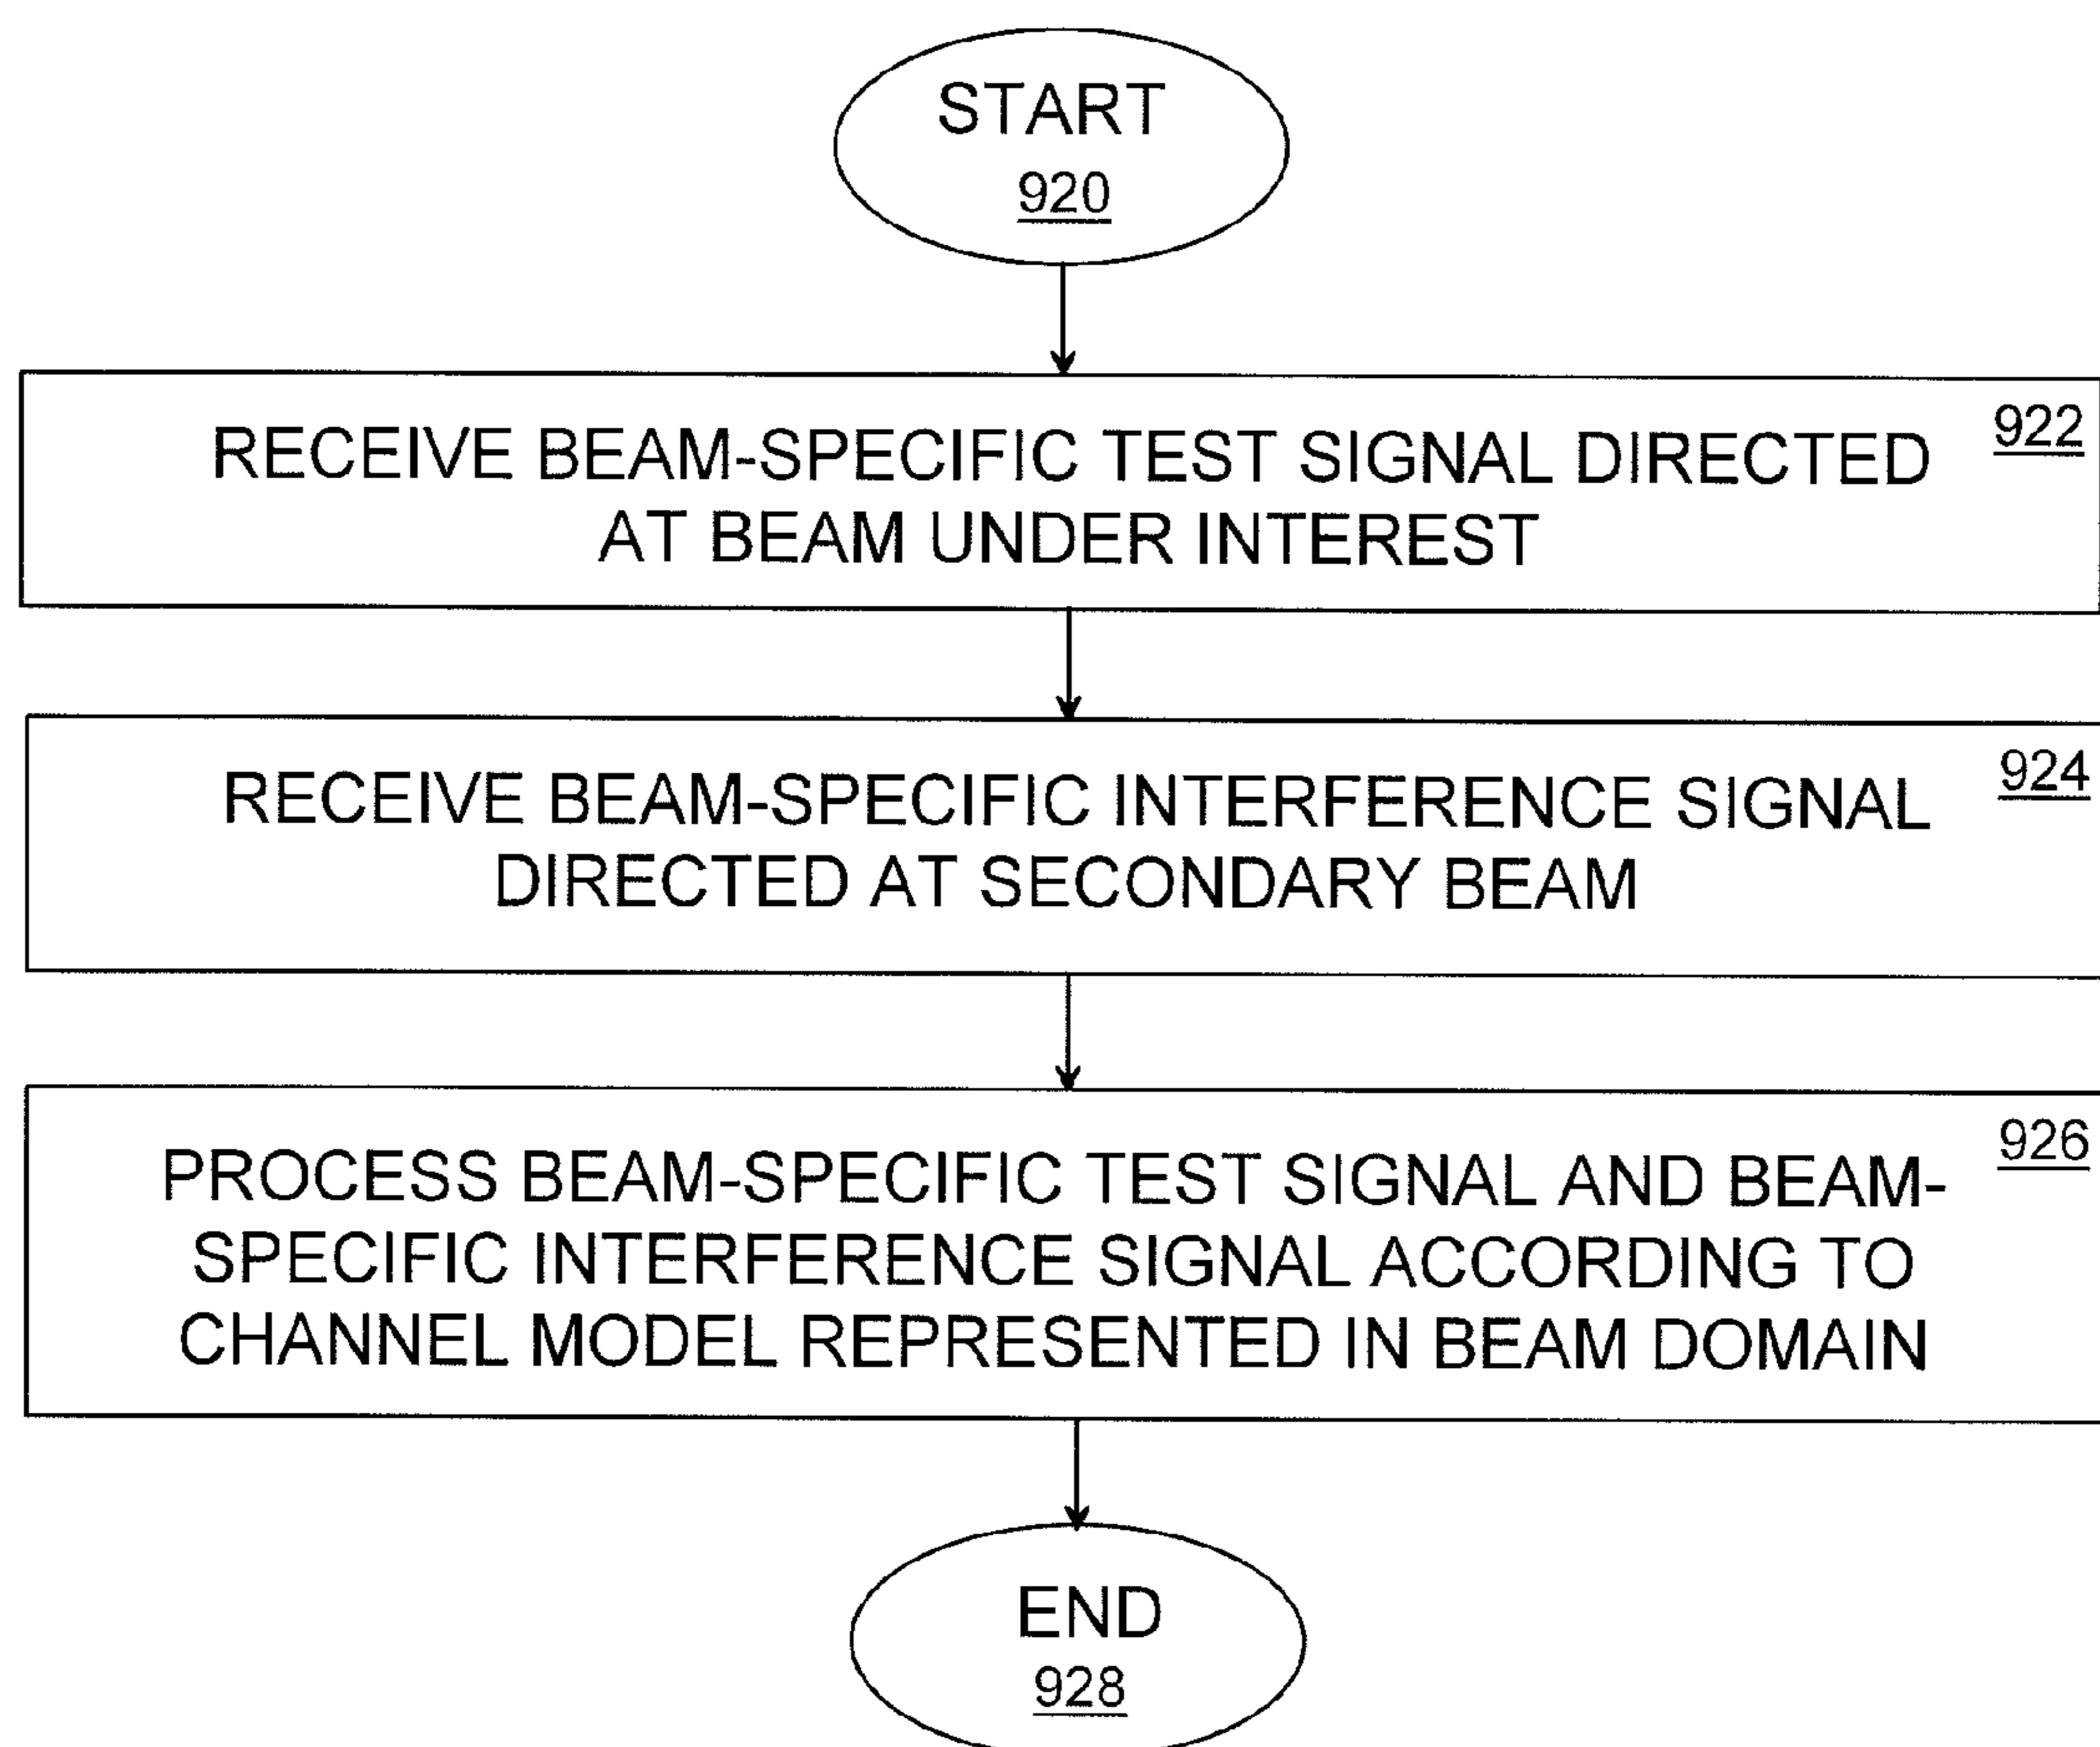 START
920
RECEIVE BEAM-SPECIFIC TEST SIGNAL DIRECTED
922
AT BEAM UNDER INTEREST
RECEIVE BEAM-SPECIFIC INTERFERENCE SIGNAL
924
DIRECTED AT SECONDARY BEAM
926
PROCESS BEAM-SPECIFIC TEST SIGNAL AND BEAM-
SPECIFIC INTERFERENCE SIGNAL ACCORDING TO
CHANNEL MODEL REPRESENTED IN BEAM DOMAIN
END
928